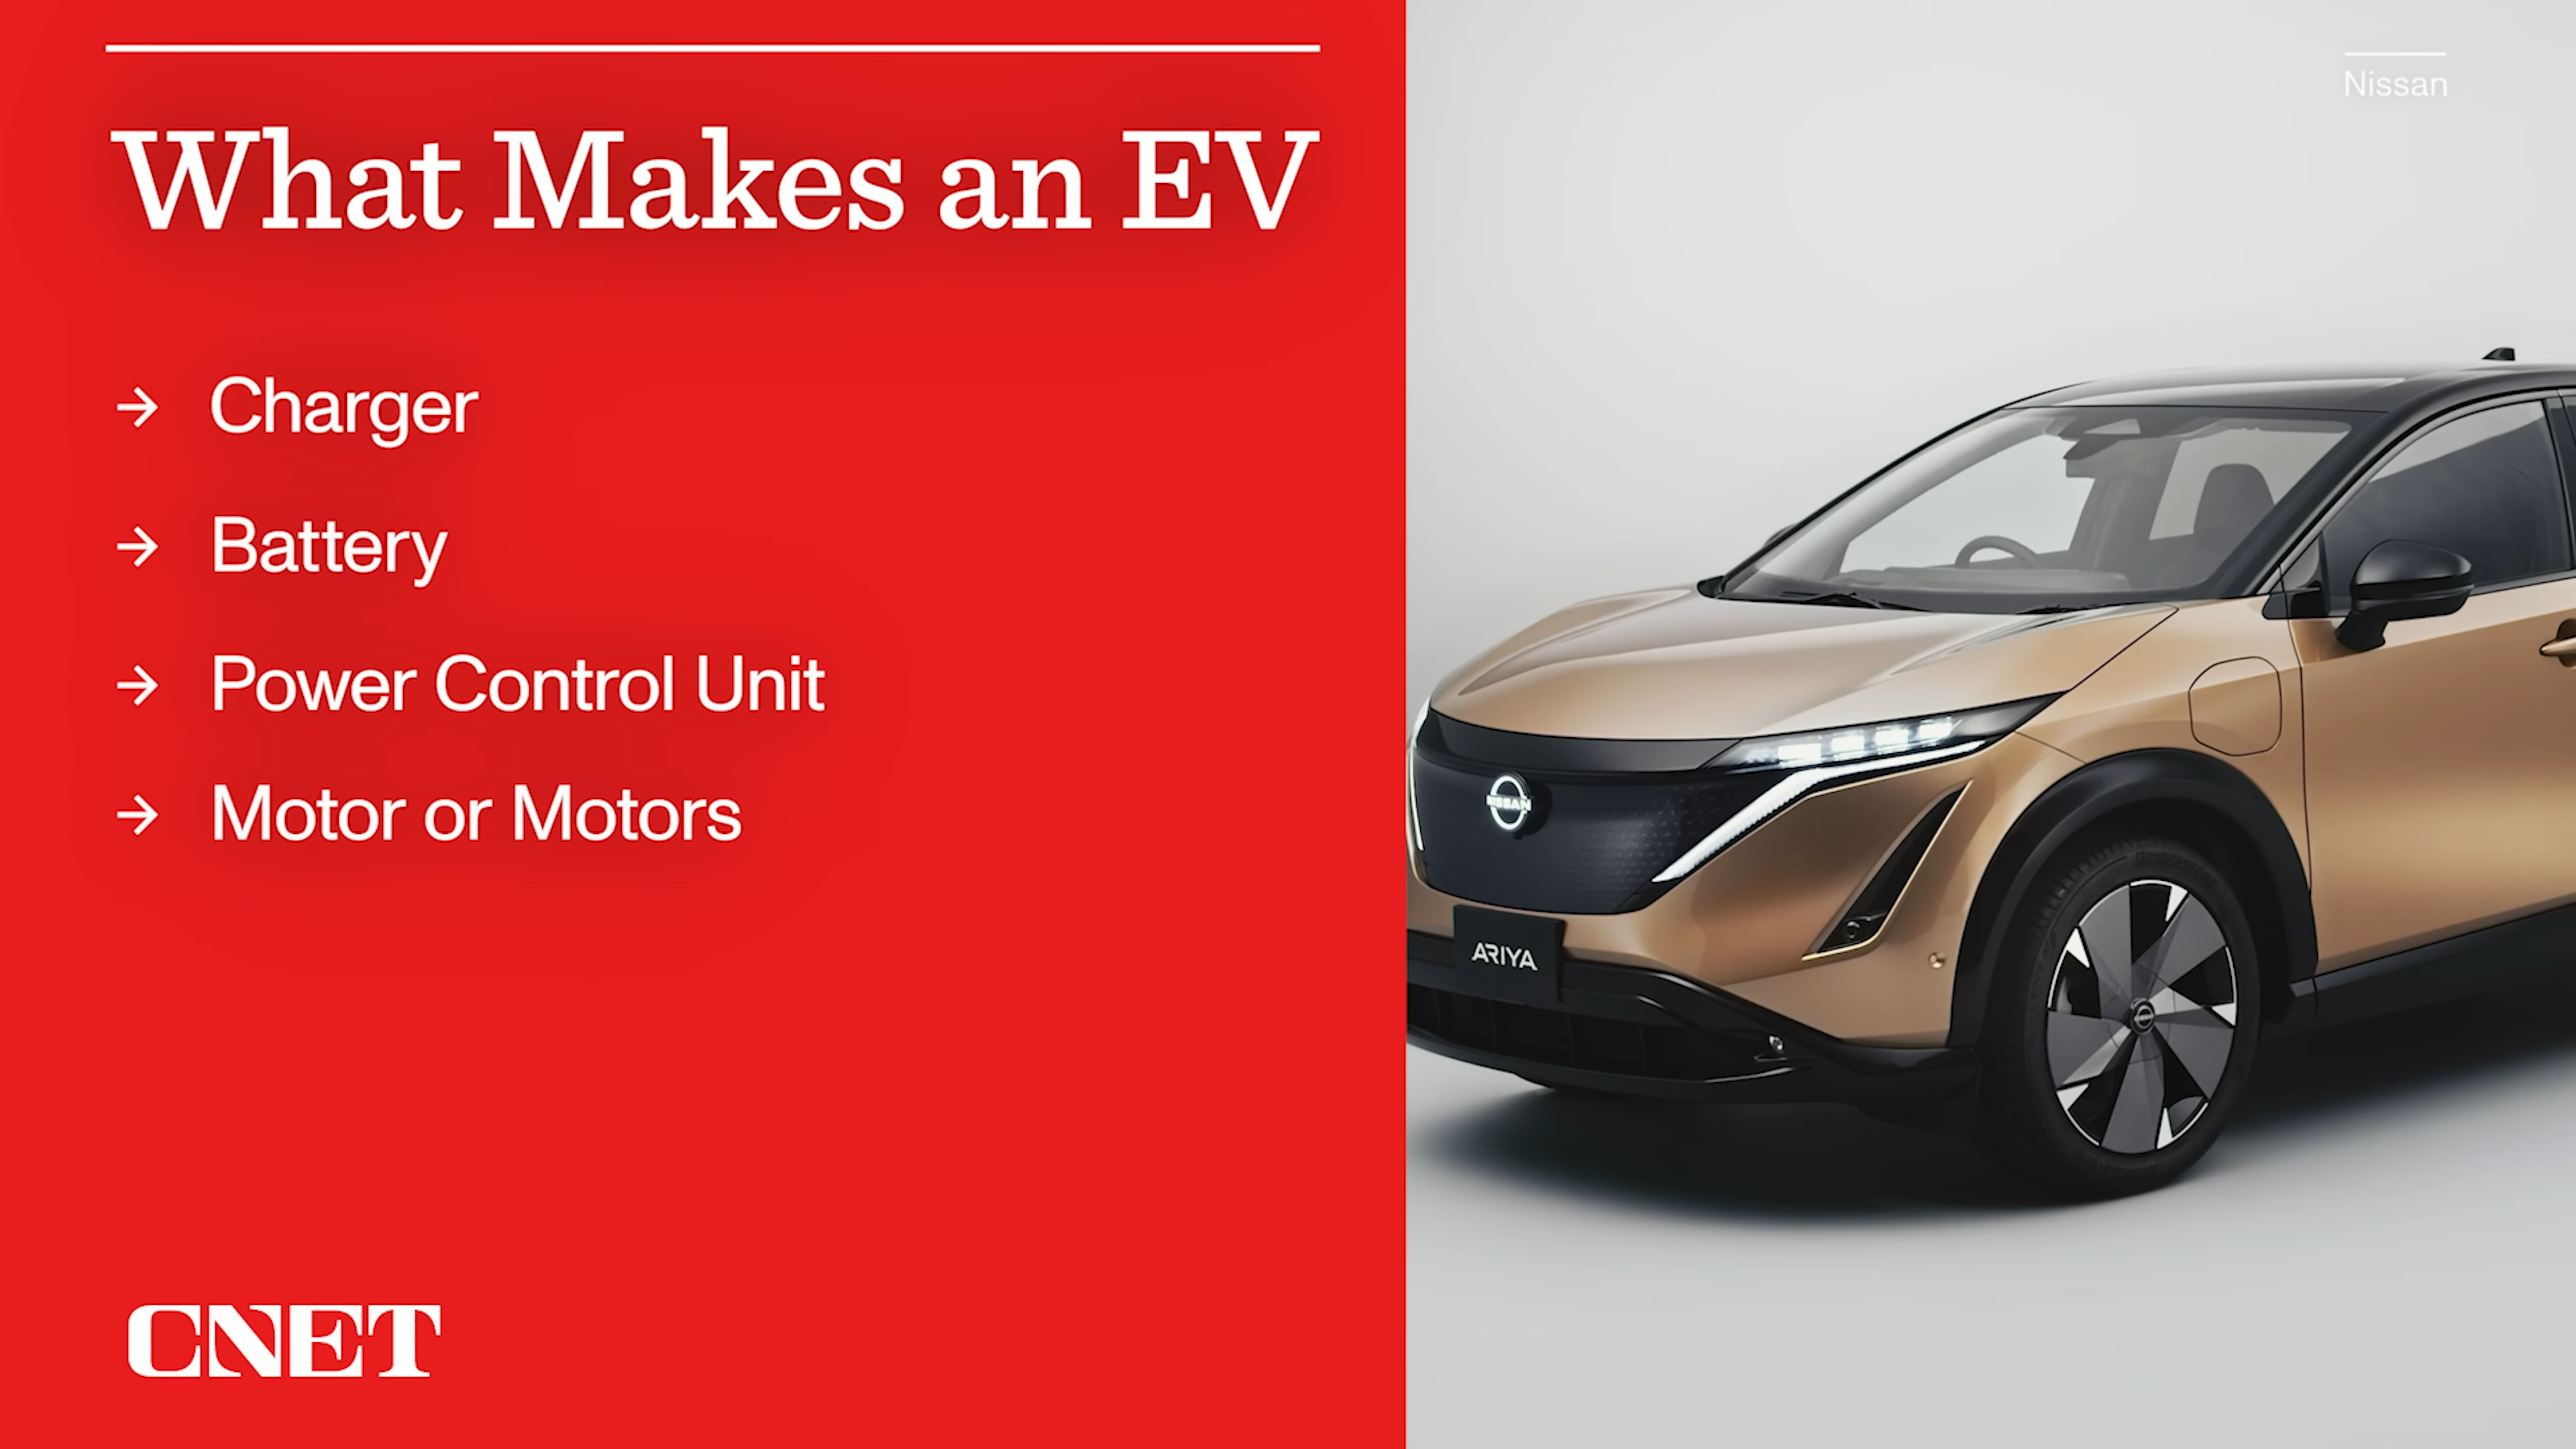 What Makes an EV
→ Charger
→ Battery
→ Power Control Unit
→ Motor or Motors
CNET
Nissan
NISSAN
ARIYA